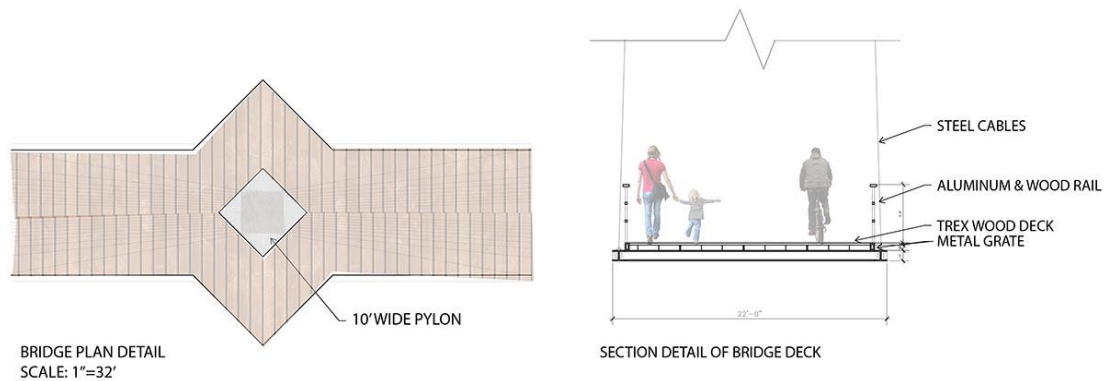 10' WIDE PYLON
BRIDGE PLAN DETAIL
SCALE: 1"=32'
STEEL CABLES
ALUMINUM & WOOD RAIL
TREX WOOD DECK
METAL GRATE
22'-0"
SECTION DETAIL OF BRIDGE DECK